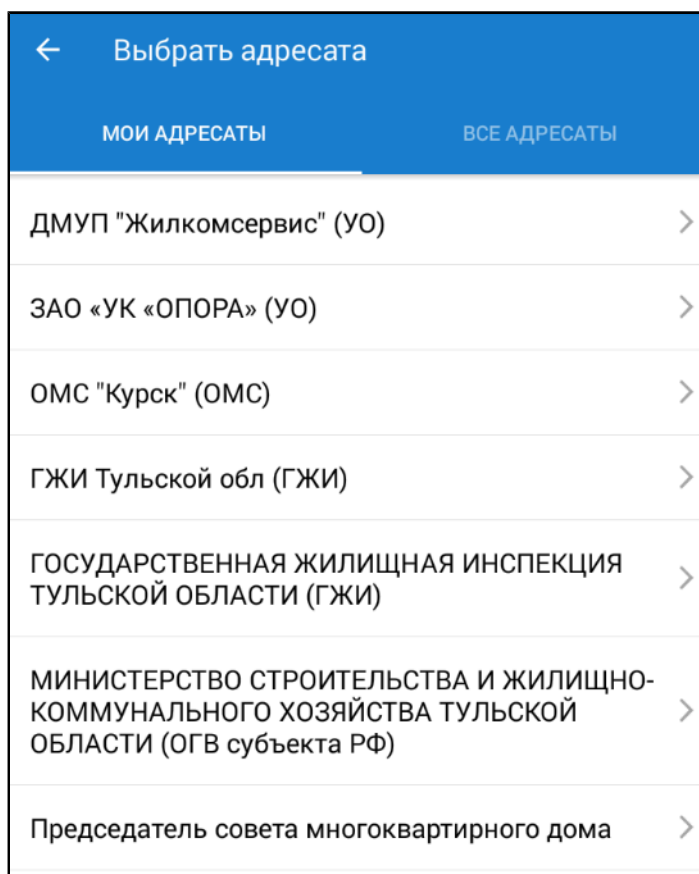 Выбрать адресата
МОИ АДРЕСАТЫ ВСЕ АДРЕСАТЫ
ДМУП "Жилкомсервис" (УО)
ЗАО «УК «ОПОРА» (УО)
ОМС "Курск" (ОМС)
ГЖИ Тульской обл (ГЖИ)
ГОСУДАРСТВЕННАЯ ЖИЛИЩНАЯ ИНСПЕКЦИЯ
ТУЛЬСКОЙ ОБЛАСТИ (ГЖИ)
МИНИСТЕРСТВО СТРОИТЕЛЬСТВА И ЖИЛИЩНО-
КОММУНАЛЬНОГО ХОЗЯЙСТВА ТУЛЬСКОЙ
ОБЛАСТИ (ОГВ субъекта РФ)
Председатель совета многоквартирного дома